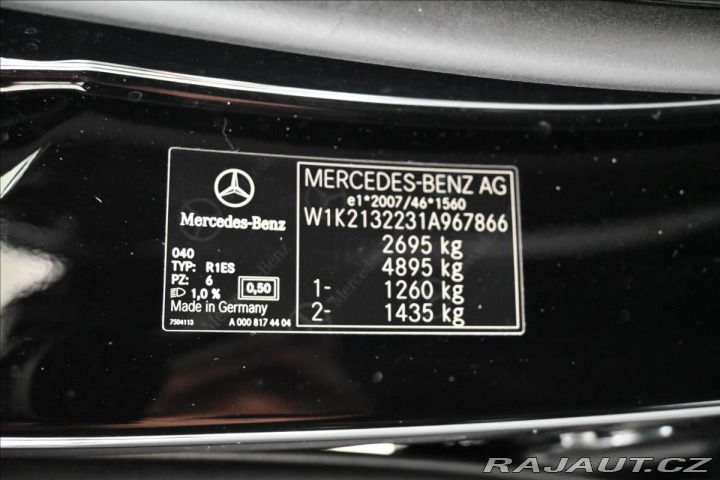 Mercedes-Benz
040
TYP: R1ES
PZ: 6
1,0 %
0,50
Made in Germany
7504113
A 000 817 44 04
MERCEDES-BENZ AG
e1*2007/46*1560
W1K2132231A967866
2695 kg
4895 kg
1- 1260 kg
2- 1435 kg
RAJAUT.CZ